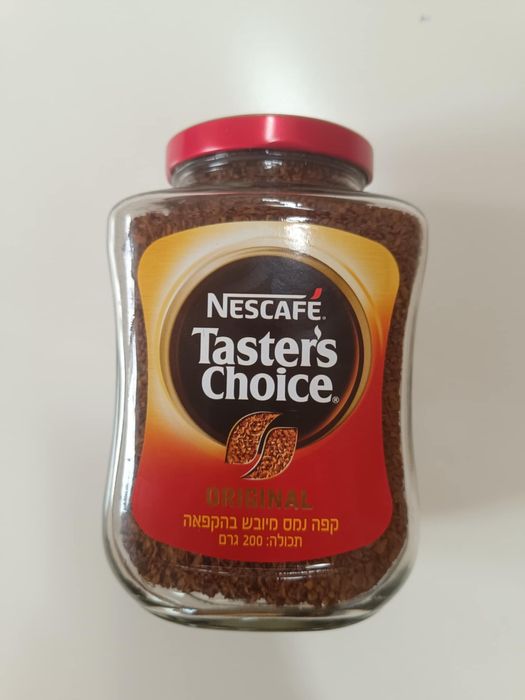 NESCAFÉ®
Taster's
Choice®
ORIGINAL
קפה נמס מיובש בהקפאה
תכולה: 200 גרם